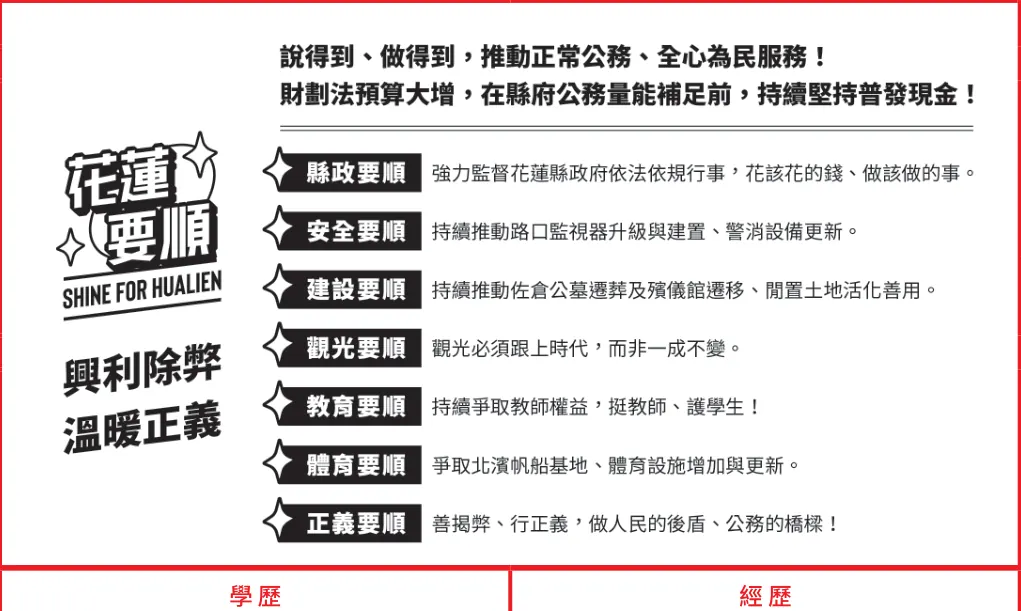 說得到、做得到，推動正常公務、全心為民服務！
財劃法預算大增，在縣府公務量能補足前，持續堅持普發現金！
花蓮
要順
SHINE FOR HUALIEN
興利除弊
溫暖正義
縣政要順 強力監督花蓮縣政府依法依規行事，花該花的錢、做該做的事。
安全要順 持續推動路口監視器升級與建置、警消設備更新。
建設要順 持續推動佐倉公墓遷葬及殯儀館遷移、閒置土地活化善用。
觀光要順 觀光必須跟上時代，而非一成不變。
教育要順 持續爭取教師權益，挺教師、護學生！
體育要順 爭取北濱帆船基地、體育設施增加與更新。
正義要順 善揭弊、行正義，做人民的後盾、公務的橋樑！
學歷
經歷